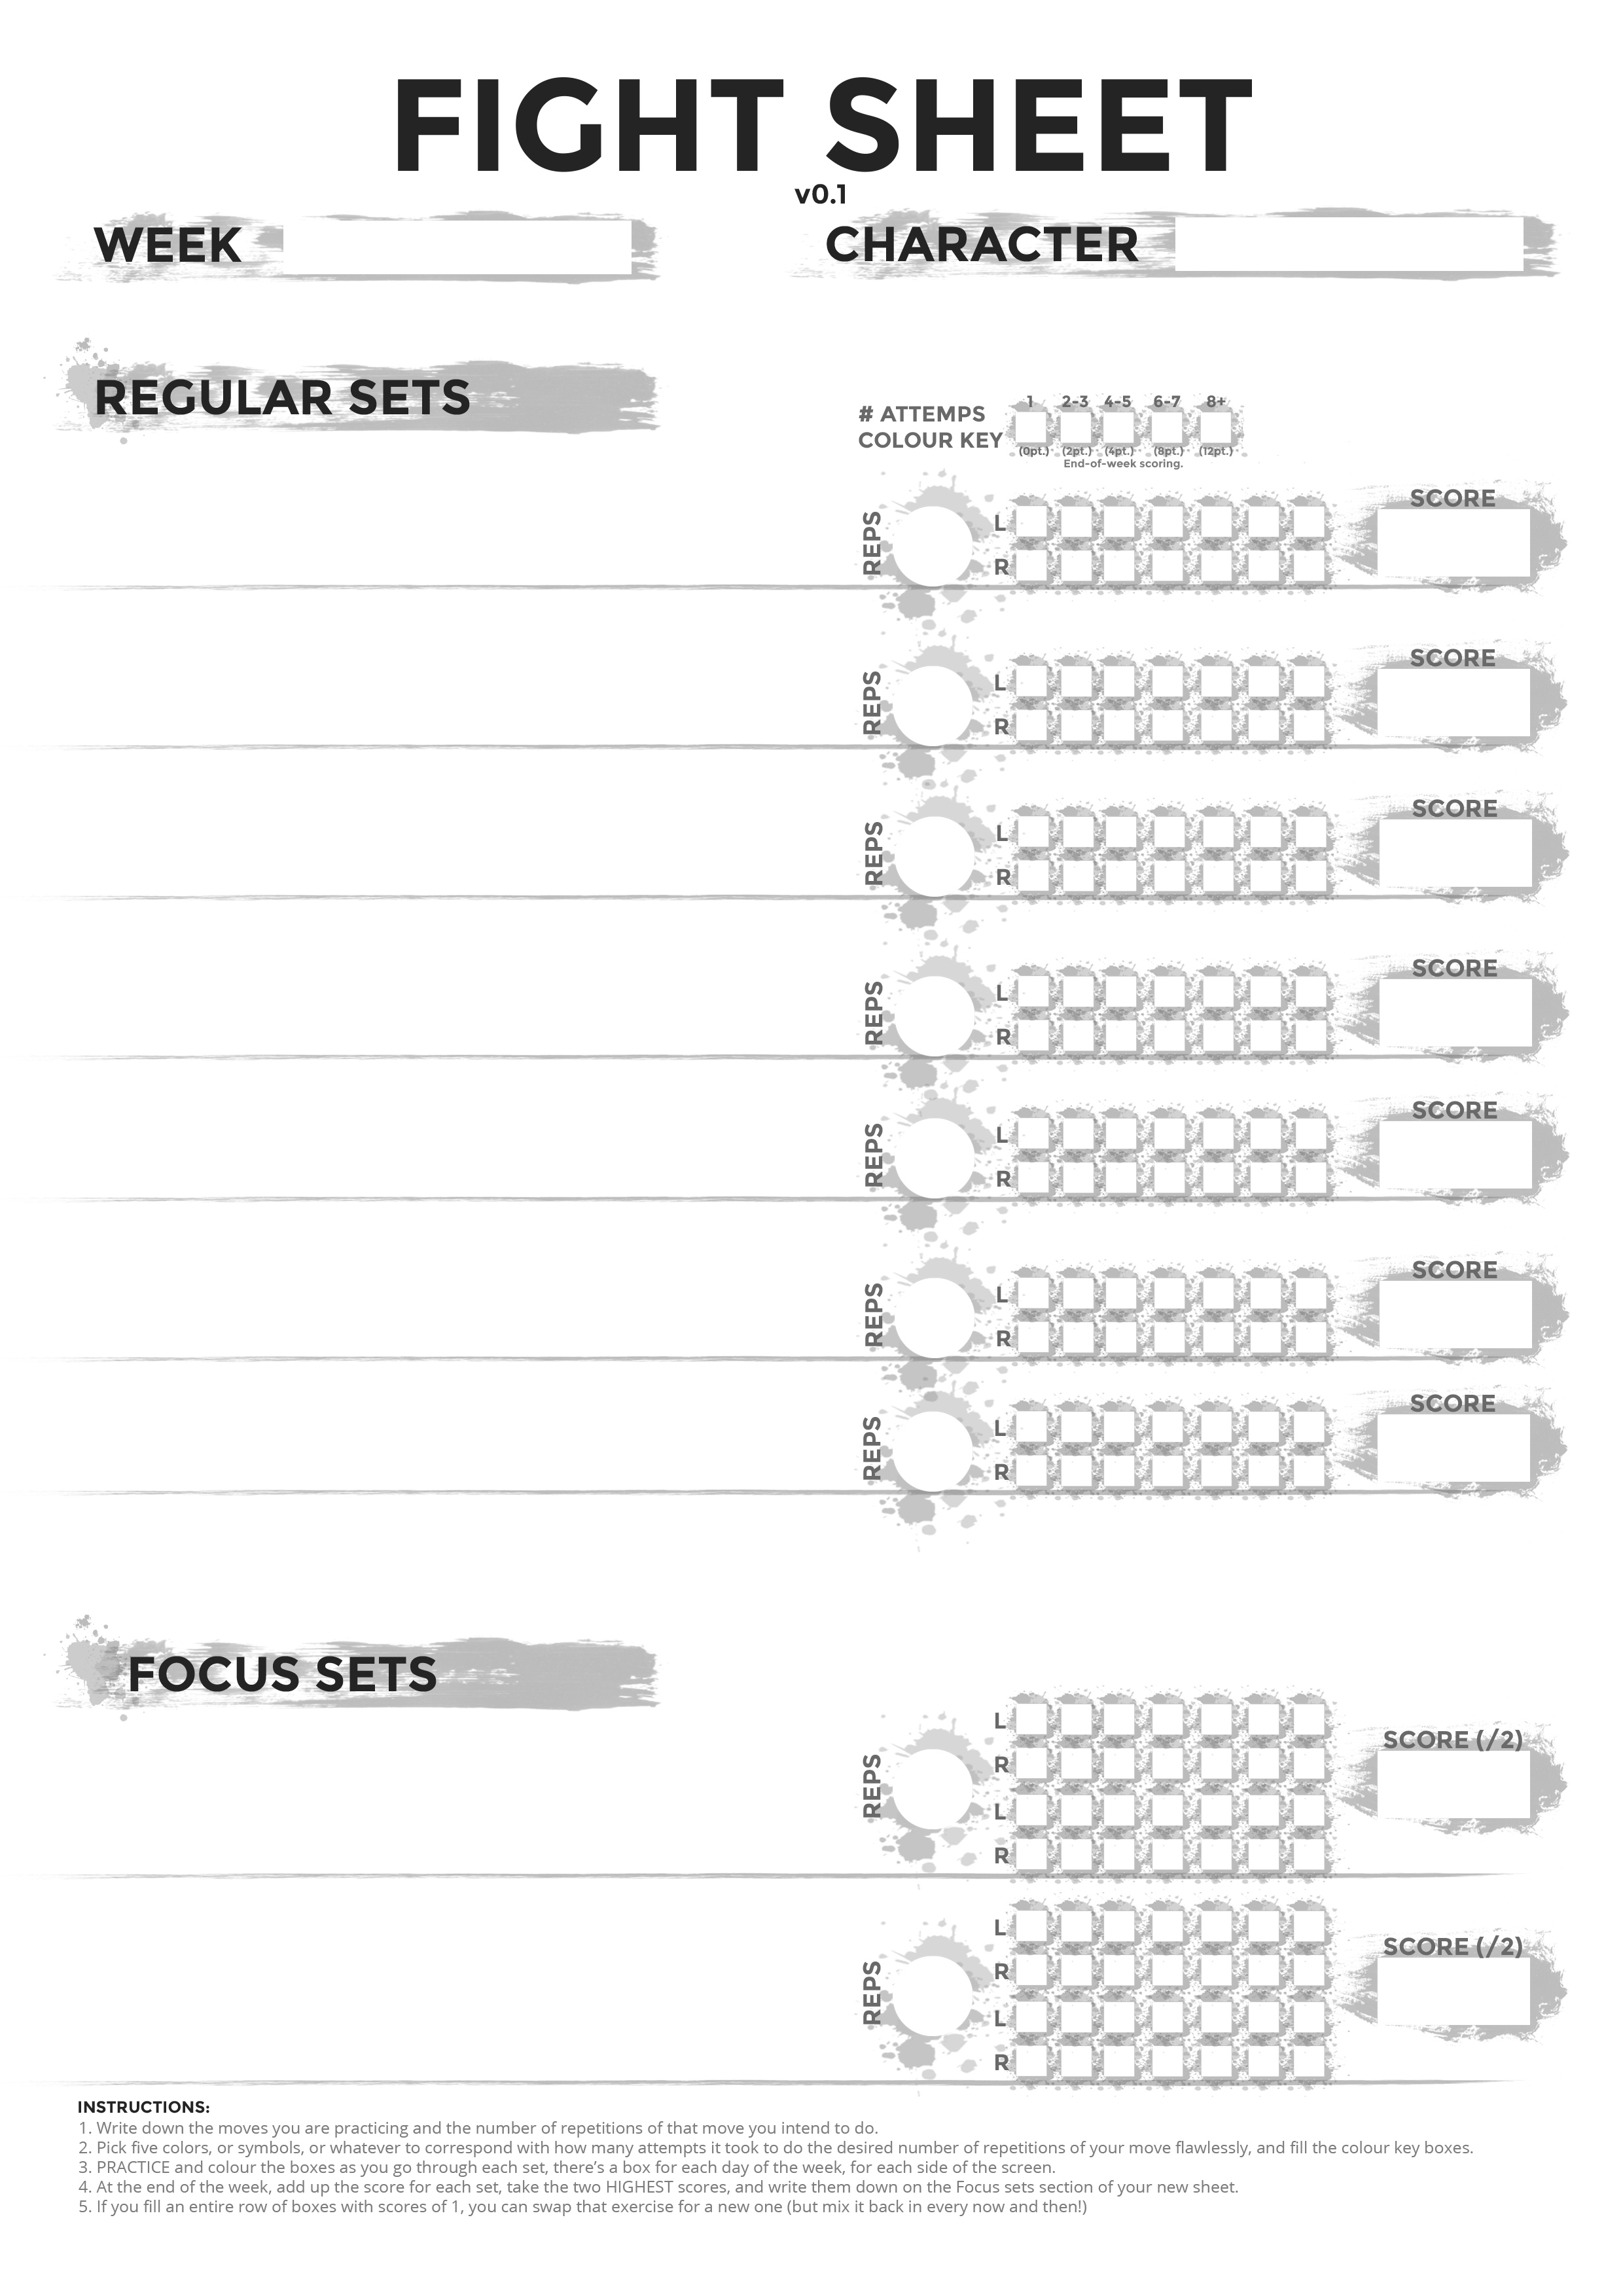 FIGHT SHEET
v0.1
WEEK
CHARACTER
REGULAR SETS
# ATTEMPS
COLOUR KEY
1 2-3 4-5 6-7 8+
(0pt.) (2pt.) (4pt.) (8pt.) (12pt.)
End-of-week scoring.
REPS
L
R
SCORE
REPS
L
R
SCORE
REPS
L
R
SCORE
REPS
L
R
SCORE
REPS
L
R
SCORE
REPS
L
R
SCORE
REPS
L
R
SCORE
FOCUS SETS
REPS
L
R
L
R
SCORE (/2)
REPS
L
R
L
R
SCORE (/2)
INSTRUCTIONS:
1. Write down the moves you are practicing and the number of repetitions of that move you intend to do.
2. Pick five colors, or symbols, or whatever to correspond with how many attempts it took to do the desired number of repetitions of your move flawlessly, and fill the colour key boxes.
3. PRACTICE and colour the boxes as you go through each set, there's a box for each day of the week, for each side of the screen.
4. At the end of the week, add up the score for each set, take the two HIGHEST scores, and write them down on the Focus sets section of your new sheet.
5. If you fill an entire row of boxes with scores of 1, you can swap that exercise for a new one (but mix it back in every now and then!)